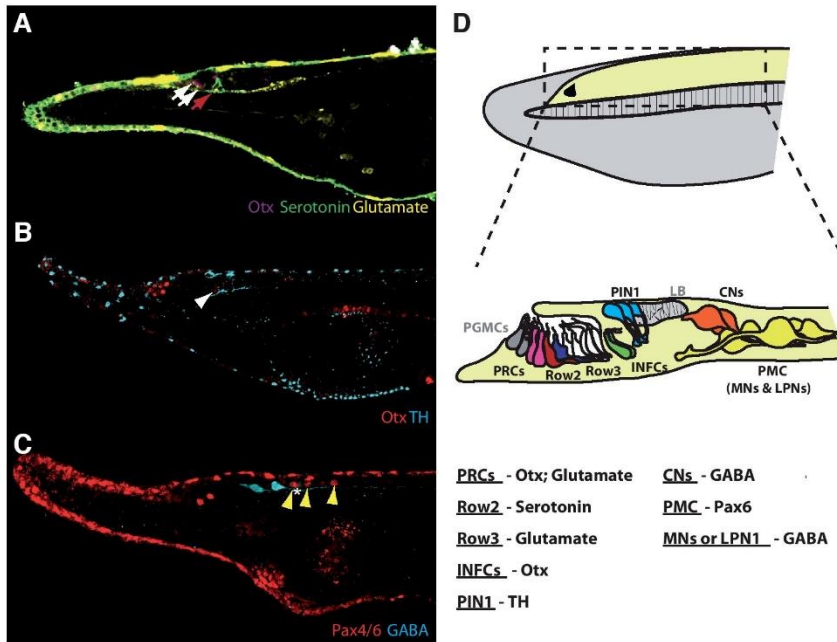 A
Otx Serotonin Glutamate
B
Otx TH
C
*
Pax4/6 GABA
D
PIN1
LB
CNs
PGMCs
PRCs
Row2
Row3
INFCs
PMC
(MNs & LPNs)
PRCs - Otx; Glutamate
Row2 - Serotonin
Row3 - Glutamate
INFCs - Otx
PIN1 - TH
CNs - GABA
PMC - Pax6
MNs or LPN1 - GABA